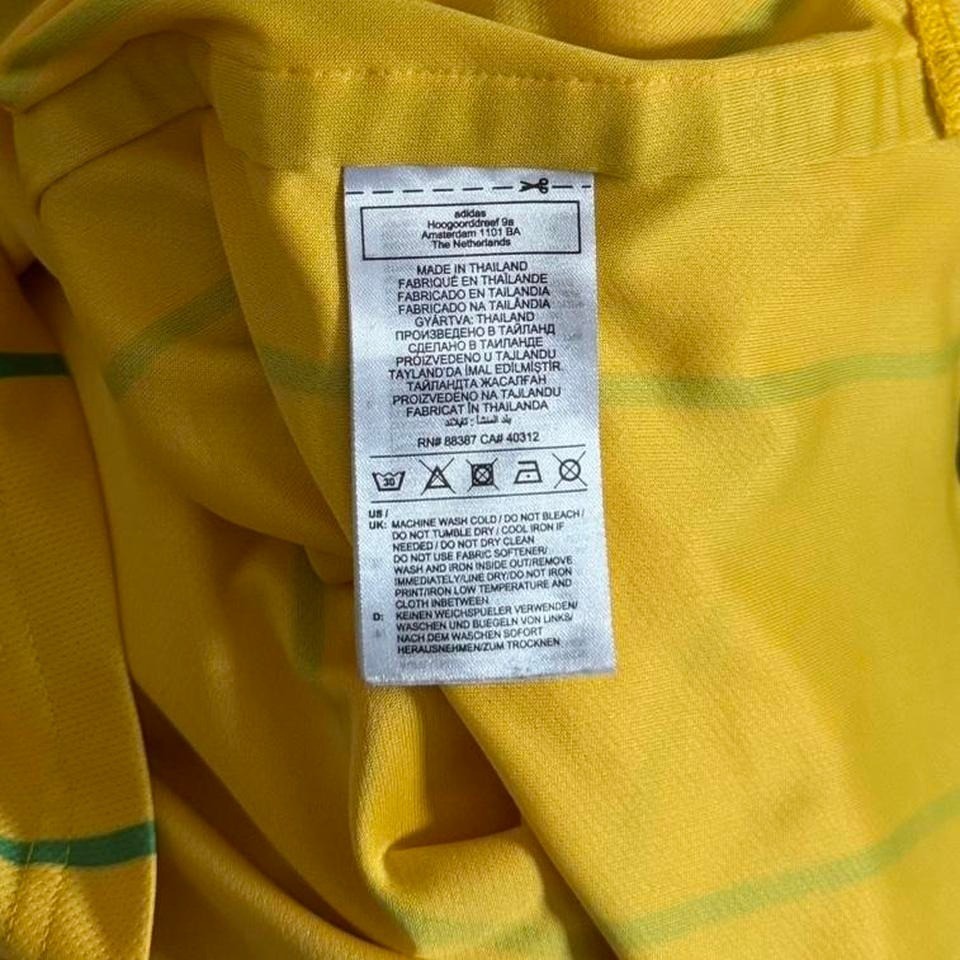 adidas
Hoogoorddreef 9a
Amsterdam 1101 BA
The Netherlands
MADE IN THAILAND
FABRIQUÉ EN THAÏLANDE
FABRICADO EN TAILANDIA
FABRICADO NA TAILÂNDIA
GYÁRTVA: THAILAND
ПРОИЗВЕДЕНО В ТАЙЛАНД
СДЕЛАНО В ТАИЛАНДЕ
PROIZVEDENO U TAJLANDU
TAYLAND'DA İMAL EDİLMİŞTİR.
ТАЙЛАНДТА ЖАСАЛҒАН
PROIZVEDENO NA TAJLANDU
FABRICAT ÎN THAILANDA
بلد المنشأ: تايلاند
RN# 88387 CA# 40312
30
US /
UK: MACHINE WASH COLD / DO NOT BLEACH /
DO NOT TUMBLE DRY / COOL IRON IF
NEEDED / DO NOT DRY CLEAN
DO NOT USE FABRIC SOFTENER/
WASH AND IRON INSIDE OUT/REMOVE
IMMEDIATELY/LINE DRY/DO NOT IRON
PRINT/IRON LOW TEMPERATURE AND
CLOTH INBETWEEN
D: KEINEN WEICHSPUELER VERWENDEN/
WASCHEN UND BUEGELN VON LINKS/
NACH DEM WASCHEN SOFORT
HERAUSNEHMEN/ZUM TROCKNEN